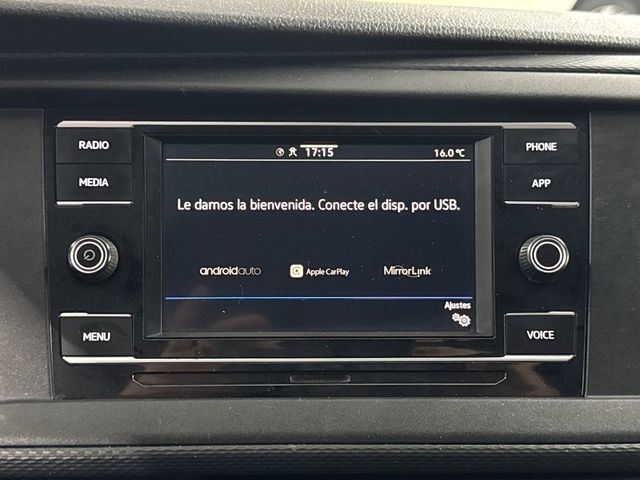 RADIO
MEDIA
MENU
17:15
16.0 °C
Le damos la bienvenida. Conecte el disp. por USB.
androidauto
Apple CarPlay
MirrorLink
Ajustes
PHONE
APP
VOICE